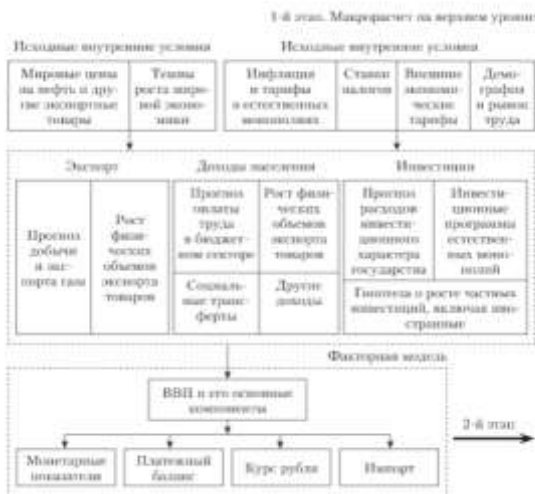 1-й этап. Макрорасчет на верхнем уровне
Исходные внутренние условия
Исходные внутренние условия
Мировые цены
на нефть и дру-
гие экспортные
товары
Темпы
роста миро-
вой эконо-
мики
Инфляция
и тарифы
в естественных
монополиях
Ставки
налогов
Внешние
экономи-
ческие
тарифы
Демо-
графия
и рынок
труда
Экспорт
Прогноз
добычи
и экс-
порта газа
Рост
физи-
ческих
объемов
экспорта
товаров
Доходы населения
Прогноз
оплаты
труда
в бюджет-
ном секторе
Рост физи-
ческих
объемов
экспорта
товаров
Социаль-
ные транс-
ферты
Другие
доходы
Инвестиции
Прогноз
расходов
инвести-
ционного
характера
государства
Инвести-
ционные
программы
естествен-
ных моно-
полий
Гипотеза о росте частных
инвестиций, включая ино-
странные
Факторная модель
ВВП и его основные
компоненты
Монетарные
показатели
Платежный
баланс
Курс рубля
Импорт
2-й этап